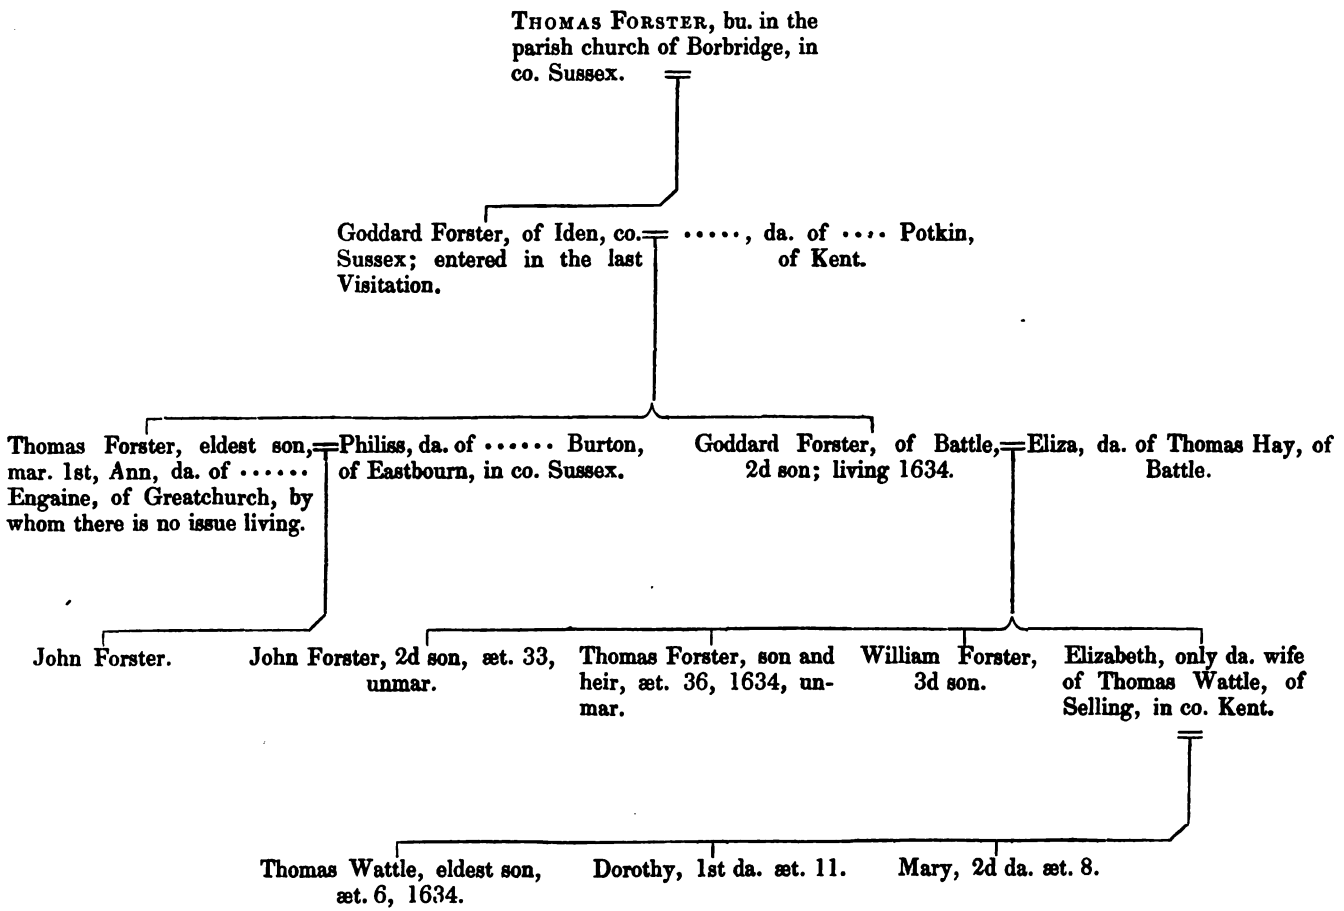 THOMAS FORSTER, bu. in the
parish church of Borbridge, in
co. Sussex.
Goddard Forster, of Iden, co.
Sussex; entered in the last
Visitation.
....., da. of .... Potkin,
of Kent.
Thomas Forster, eldest son,
mar. 1st, Ann, da. of ......
Engaine, of Greatchurch, by
whom there is no issue living.
Philiss, da. of ...... Burton,
of Eastbourn, in co. Sussex.
Goddard Forster, of Battle,
2d son; living 1634.
Eliza, da. of Thomas Hay, of
Battle.
John Forster.
John Forster, 2d son, æt. 33,
unmar.
Thomas Forster, son and
heir, æt. 36, 1634, un-
mar.
William Forster,
3d son.
Elizabeth, only da. wife
of Thomas Wattle, of
Selling, in co. Kent.
Thomas Wattle, eldest son,
æt. 6, 1634.
Dorothy, 1st da. æt. 11.
Mary, 2d da. æt. 8.